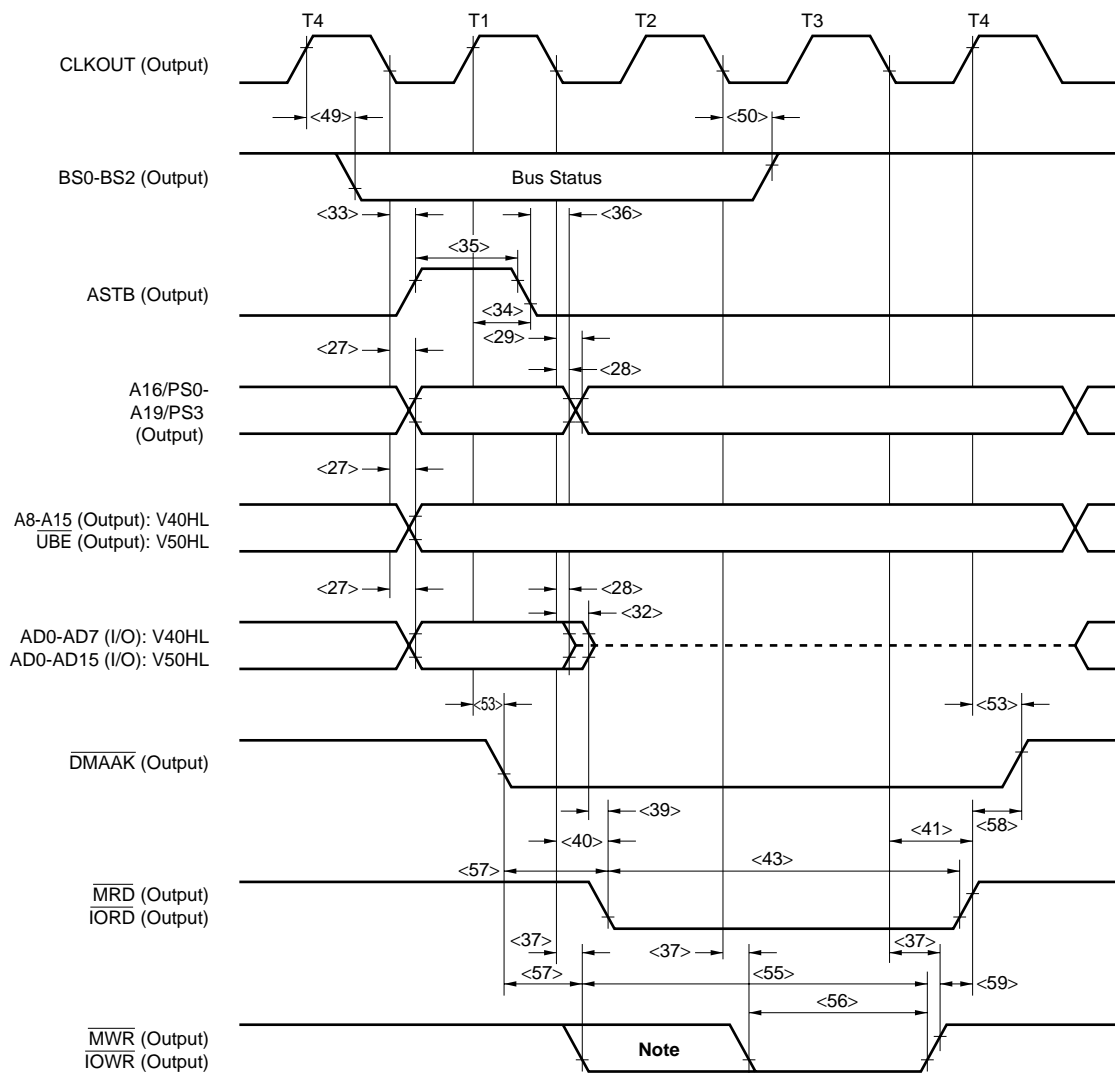 T4 T1 T2 T3 T4
CLKOUT (Output)
<49> <50>
BS0-BS2 (Output) Bus Status
<33> <36>
<35>
ASTB (Output)
<34>
<29>
<27>
<28>
A16/PS0-
A19/PS3
(Output)
<27>
A8-A15 (Output): V40HL
UBE (Output): V50HL
<27> <28>
<32>
AD0-AD7 (I/O): V40HL
AD0-AD15 (I/O): V50HL
<53> <53>
DMAAK (Output)
<39>
<40> <41> <58>
<57> <43>
MRD (Output)
IORD (Output)
<37> <37> <37>
<57> <55> <59>
<56>
MWR (Output)
IOWR (Output)
Note